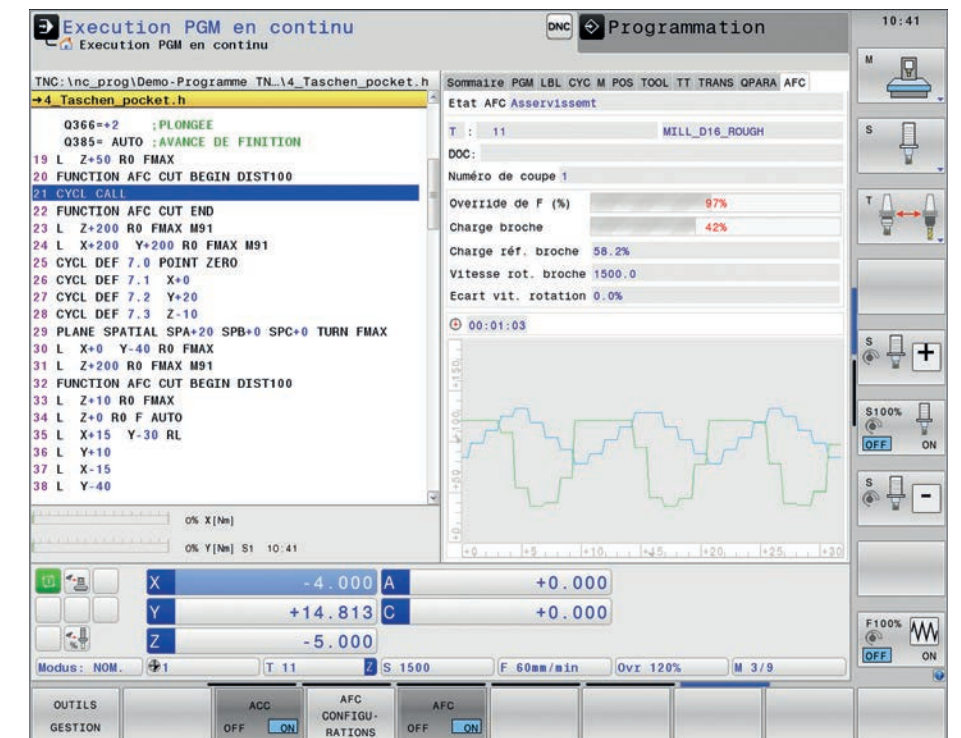 Execution PGM en continu
Execution PGM en continu
DNC
Programmation
10:41
TNC:\nc_prog\Demo-Programme TN…\4_Taschen_pocket.h
→4_Taschen_pocket.h
Q366=+2 ;PLONGEE
Q385= AUTO ;AVANCE DE FINITION
19 L Z+50 R0 FMAX
20 FUNCTION AFC CUT BEGIN DIST100
21 CYCL CALL
22 FUNCTION AFC CUT END
23 L Z+200 R0 FMAX M91
24 L X+200 Y+200 R0 FMAX M91
25 CYCL DEF 7.0 POINT ZERO
26 CYCL DEF 7.1 X+0
27 CYCL DEF 7.2 Y+20
28 CYCL DEF 7.3 Z-10
29 PLANE SPATIAL SPA+20 SPB+0 SPC+0 TURN FMAX
30 L X+0 Y-40 R0 FMAX
31 L Z+200 R0 FMAX M91
32 FUNCTION AFC CUT BEGIN DIST100
33 L Z+10 R0 FMAX
34 L Z+0 R0 F AUTO
35 L X+15 Y-30 RL
36 L Y+10
37 L X-15
38 L Y-40
0% X[Nm]
0% Y[Nm] S1 10:41
Sommaire PGM LBL CYC M POS TOOL TT TRANS QPARA AFC
Etat AFC Asservissemt
T : 11 MILL_D16_ROUGH
DOC:
Numéro de coupe 1
Override de F (%) 97%
Charge broche 42%
Charge réf. broche 58.2%
Vitesse rot. broche 1500.0
Ecart vit. rotation 0.0%
00:01:03
+150
+100
+50
+0
+0 +5 +10 +15 +20 +25 +30
X -4.000 A +0.000
Y +14.813 C +0.000
Z -5.000
Modus: NOM. 1 T 11 Z S 1500 F 60mm/min Ovr 120% M 3/9
OUTILS
GESTION
ACC
OFF ON
AFC
CONFIGU-
RATIONS
AFC
OFF ON
M
S
T
S
+
S100%
OFF ON
S
-
F100%
OFF ON